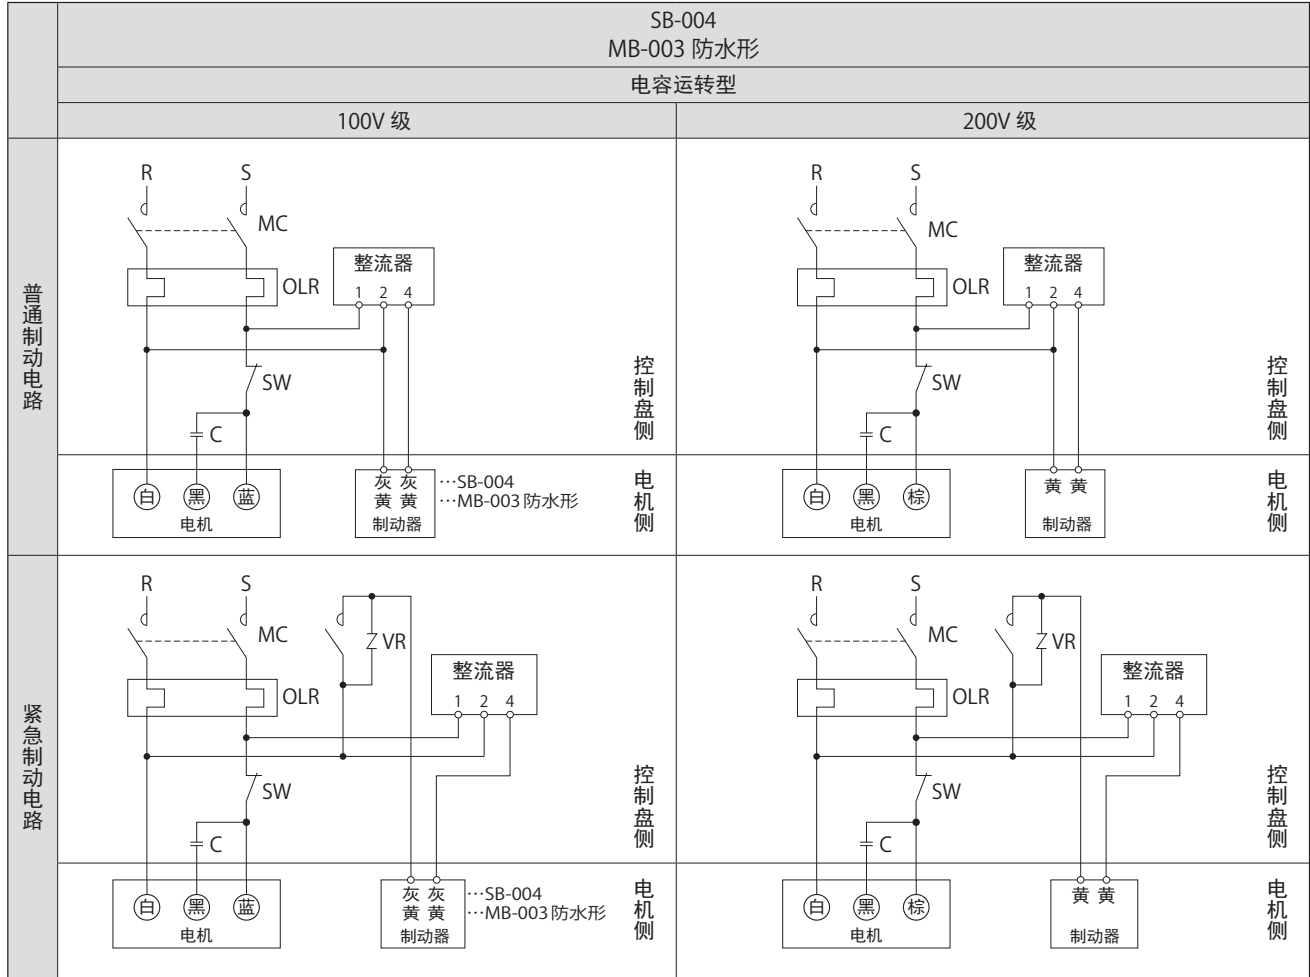 SB-004
MB-003 防水形
电容运转型
100V 级
200V 级
普通制动电路
R S
MC
整流器
OLR
1 2 4
SW
C
控制盘侧
白 黑 蓝
电机
灰 灰 …SB-004
黄 黄 …MB-003 防水形
制动器
电机侧
R S
MC
整流器
OLR
1 2 4
SW
C
控制盘侧
白 黑 棕
电机
黄 黄
制动器
电机侧
紧急制动电路
R S
MC
VR
整流器
OLR
1 2 4
SW
C
控制盘侧
白 黑 蓝
电机
灰 灰 …SB-004
黄 黄 …MB-003 防水形
制动器
电机侧
R S
MC
VR
整流器
OLR
1 2 4
SW
C
控制盘侧
白 黑 棕
电机
黄 黄
制动器
电机侧